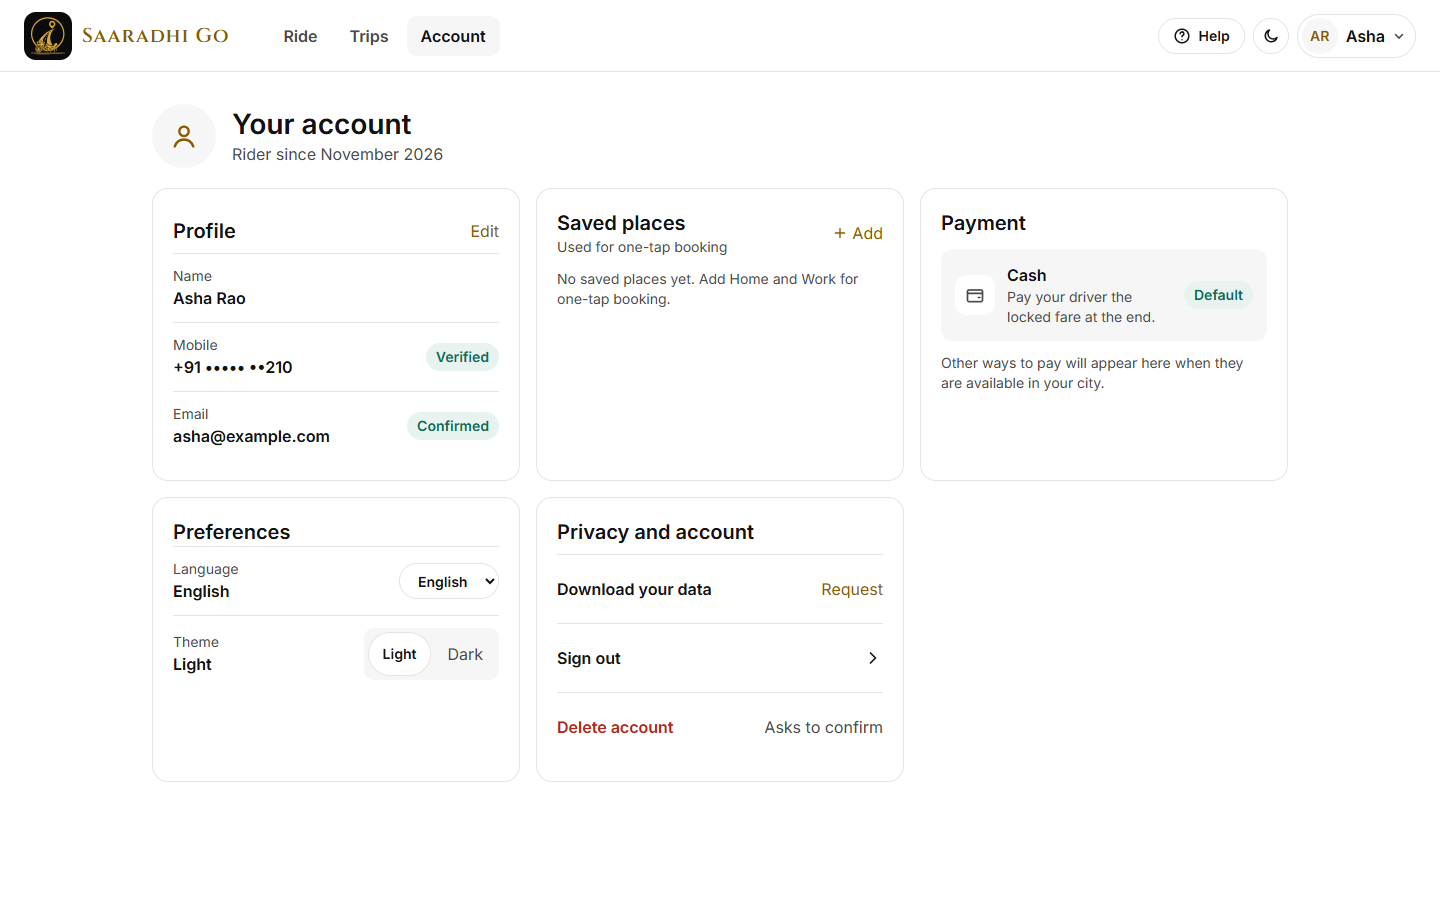 SAARADHI GO
Ride
Trips
Account
Help
AR
Asha
Your account
Rider since November 2026
Profile
Edit
Name
Asha Rao
Mobile
+91 ••••• ••210
Verified
Email
asha@example.com
Confirmed
Saved places
Used for one-tap booking
+ Add
No saved places yet. Add Home and Work for
one-tap booking.
Payment
Cash
Pay your driver the
locked fare at the end.
Default
Other ways to pay will appear here when they
are available in your city.
Preferences
Language
English
English
Theme
Light
Light
Dark
Privacy and account
Download your data
Request
Sign out
Delete account
Asks to confirm